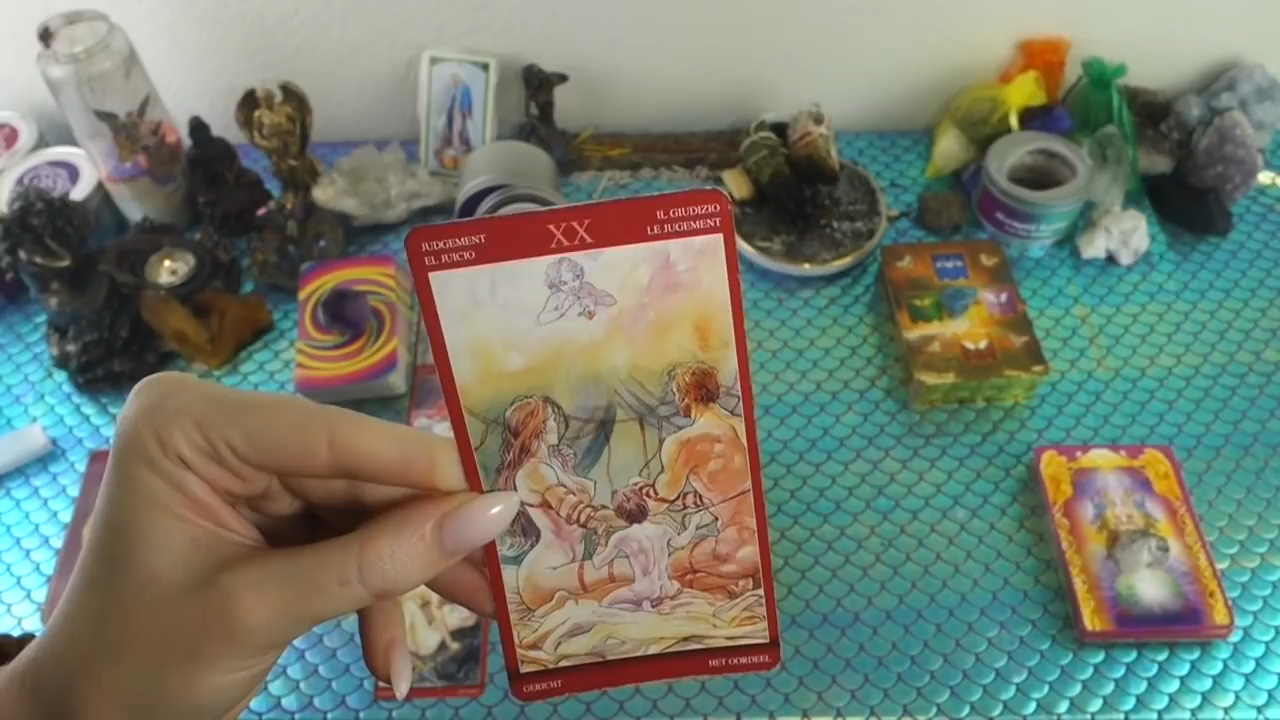 JUDGEMENT
EL JUICIO
XX
IL GIUDIZIO
LE JUGEMENT
GERICHT
HET OORDEEL